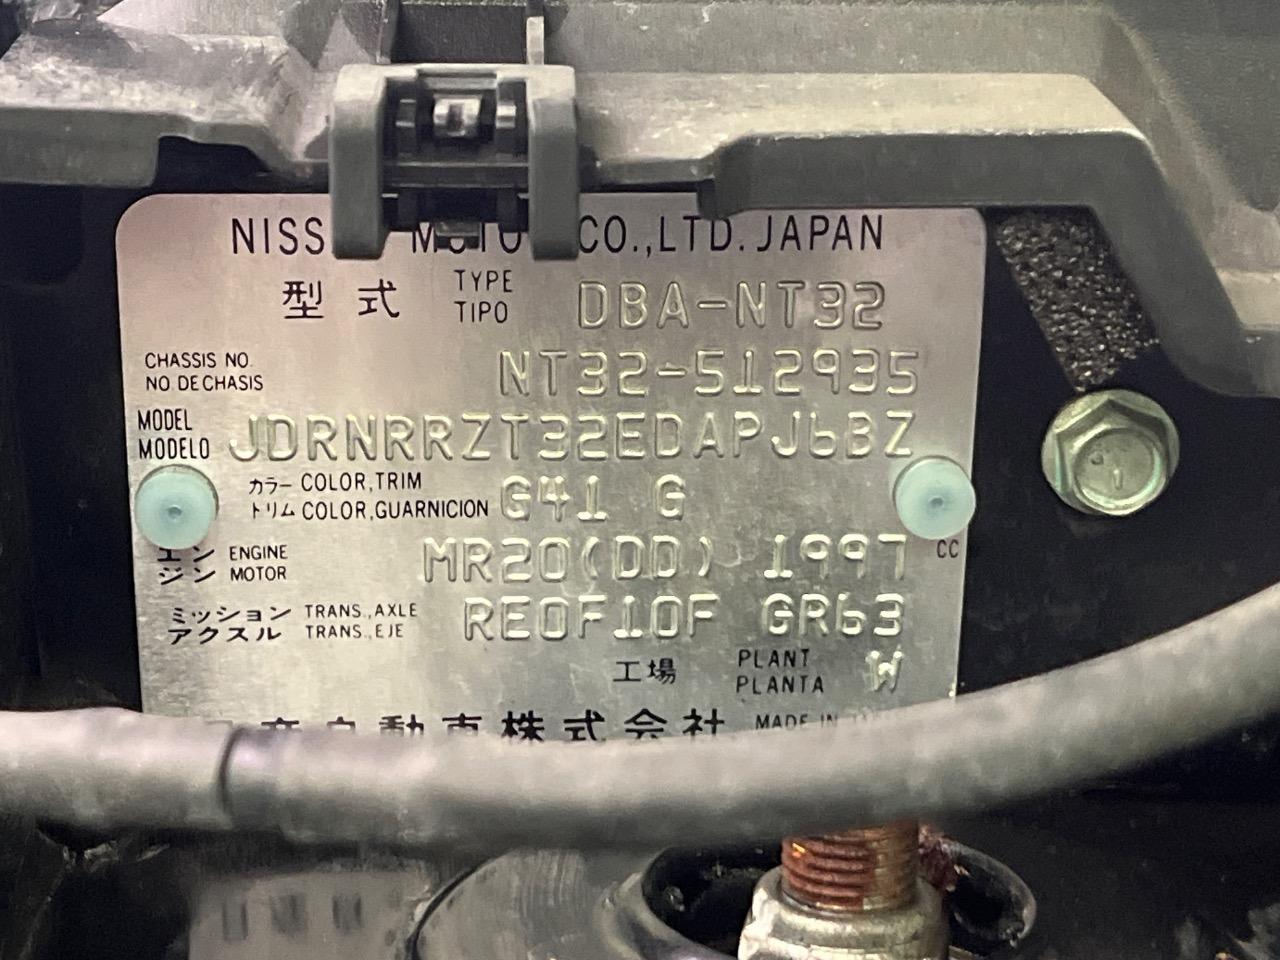 NISS MOTO CO.,LTD. JAPAN
型 式 TYPE TIPO DBA-NT32
CHASSIS NO. NO. DE CHASIS NT32-512935
MODEL MODELO JDRNRRZT32EDAPJ6BZ
カラー COLOR,TRIM
トリム COLOR,GUARNICION G41 G
エン ENGINE
ジン MOTOR MR20(DD) 1997 CC
ミッション TRANS.,AXLE
アクスル TRANS.,EJE RE0F10F GR63
工場 PLANT PLANTA W
産自動車株式会社 MADE IN